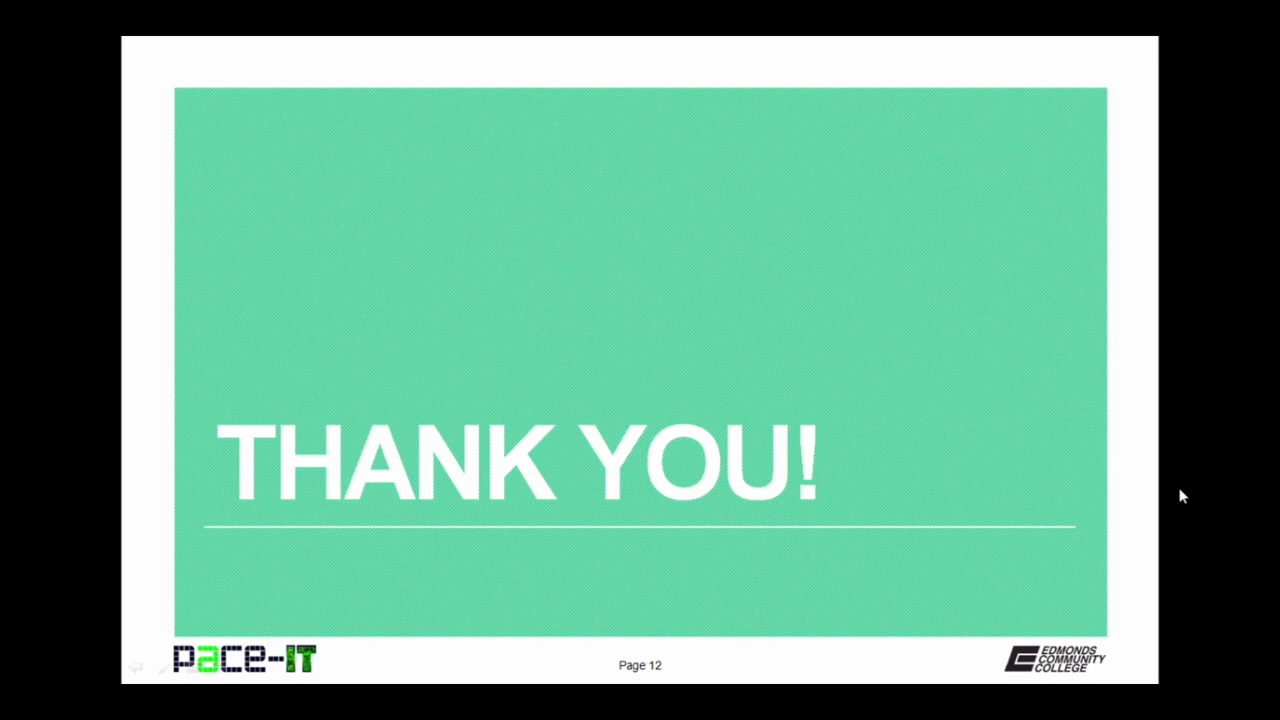 THANK YOU!
pace-IT
Page 12
EDMONDS
COMMUNITY
COLLEGE